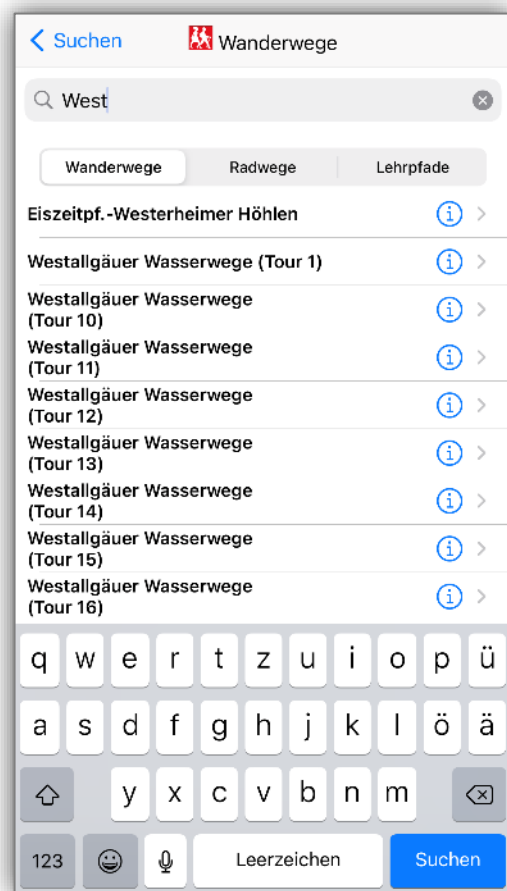 Suchen
Wanderwege
West
Wanderwege Radwege Lehrpfade
Eiszeitpf.-Westerheimer Höhlen
Westallgäuer Wasserwege (Tour 1)
Westallgäuer Wasserwege
(Tour 10)
Westallgäuer Wasserwege
(Tour 11)
Westallgäuer Wasserwege
(Tour 12)
Westallgäuer Wasserwege
(Tour 13)
Westallgäuer Wasserwege
(Tour 14)
Westallgäuer Wasserwege
(Tour 15)
Westallgäuer Wasserwege
(Tour 16)
q w e r t z u i o p ü
a s d f g h j k l ö ä
y x c v b n m
123 Leerzeichen Suchen